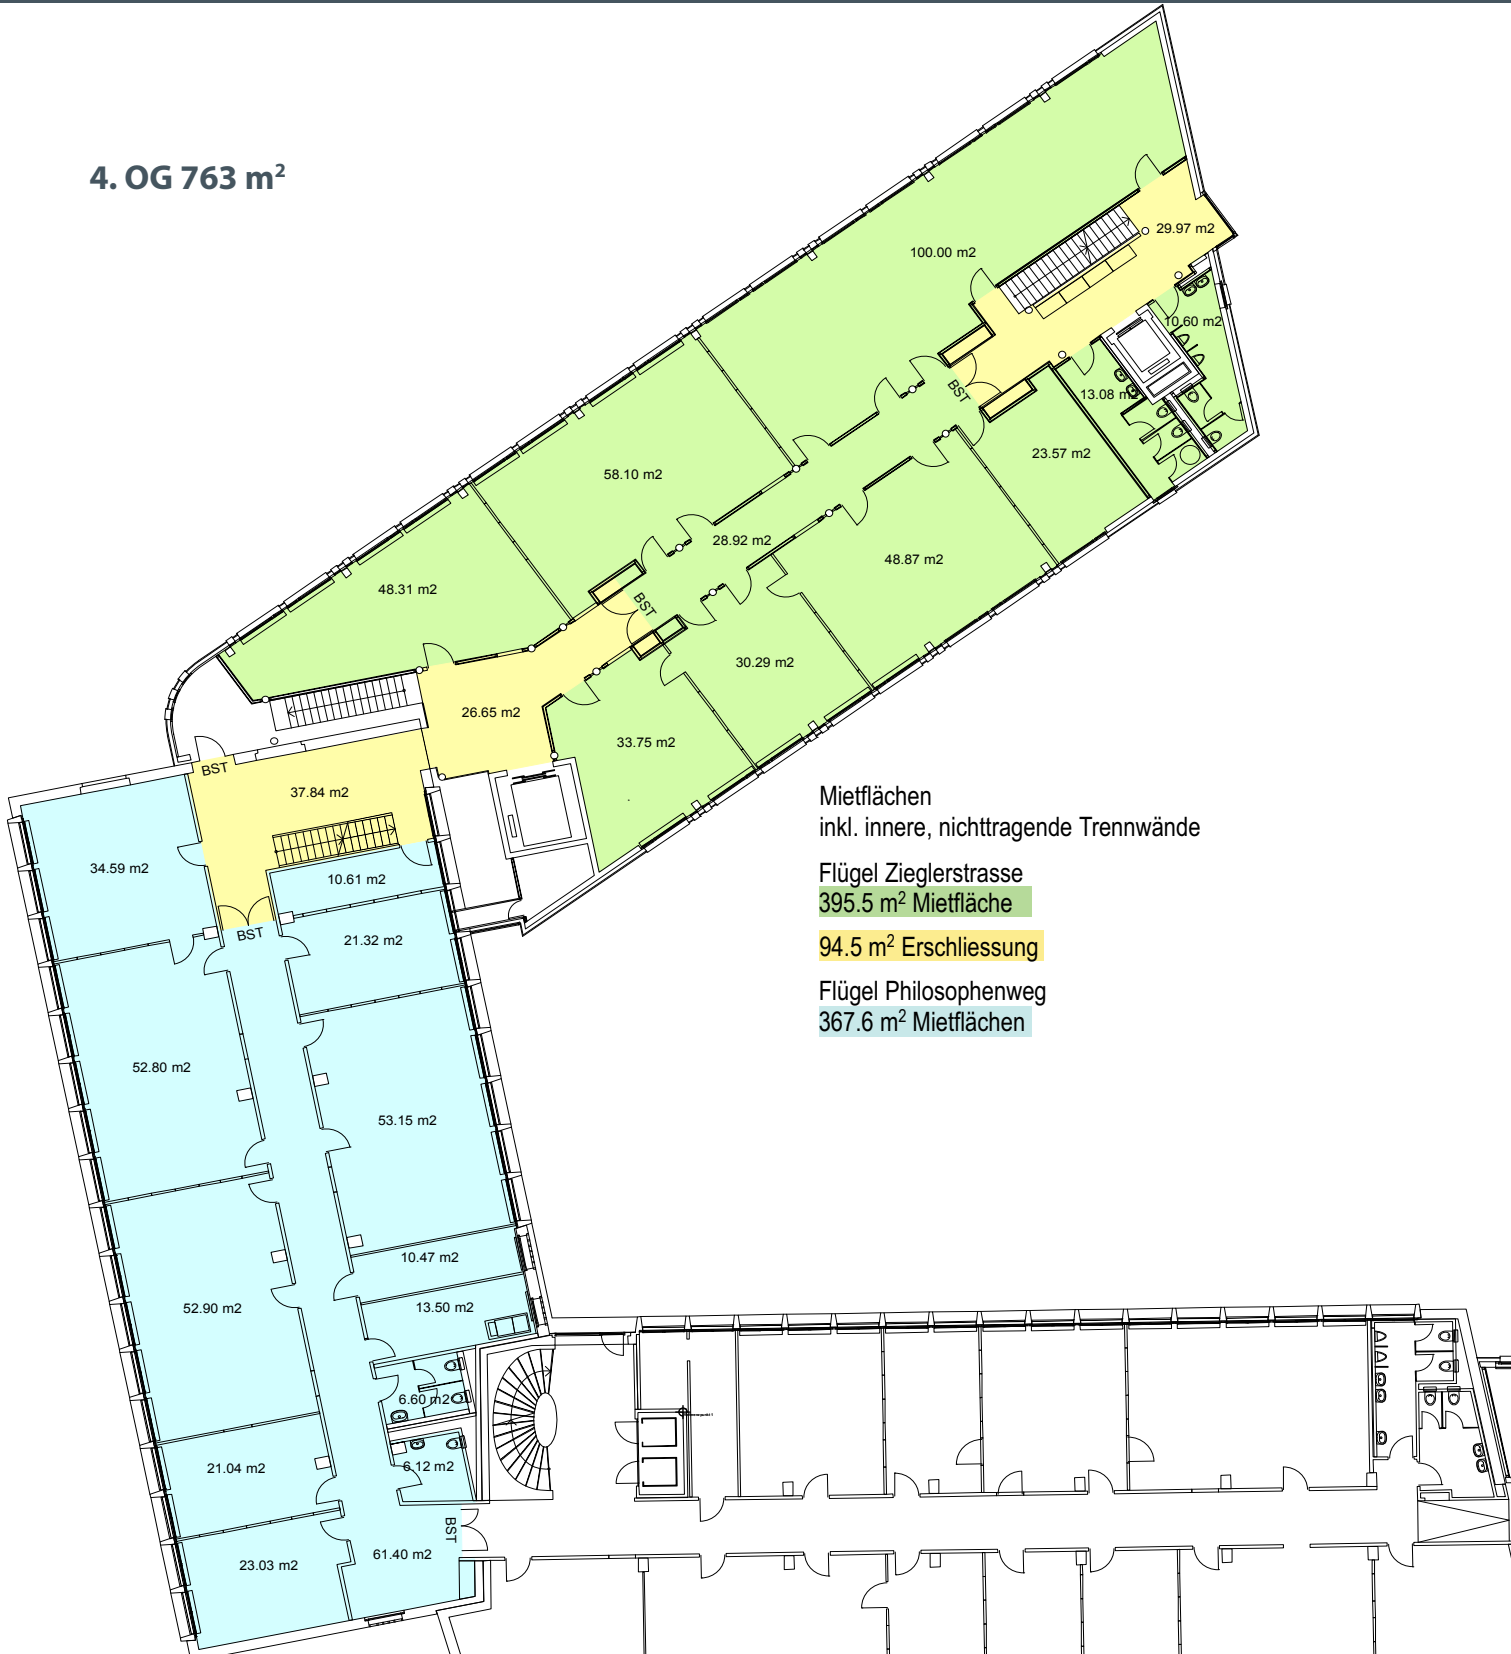 4. OG 763 m²
29.97 m2
100.00 m2
10.60 m2
13.08 m2
BST
23.57 m2
58.10 m2
28.92 m2
48.87 m2
48.31 m2
BST
30.29 m2
26.65 m2
33.75 m2
BST
37.84 m2
Mietflächen
inkl. innere, nichttragende Trennwände
Flügel Zieglerstrasse
395.5 m² Mietfläche
94.5 m² Erschliessung
Flügel Philosophenweg
367.6 m² Mietflächen
34.59 m2
10.61 m2
BST
21.32 m2
52.80 m2
53.15 m2
10.47 m2
52.90 m2
13.50 m2
6.60 m2
21.04 m2
6.12 m2
BST
61.40 m2
23.03 m2